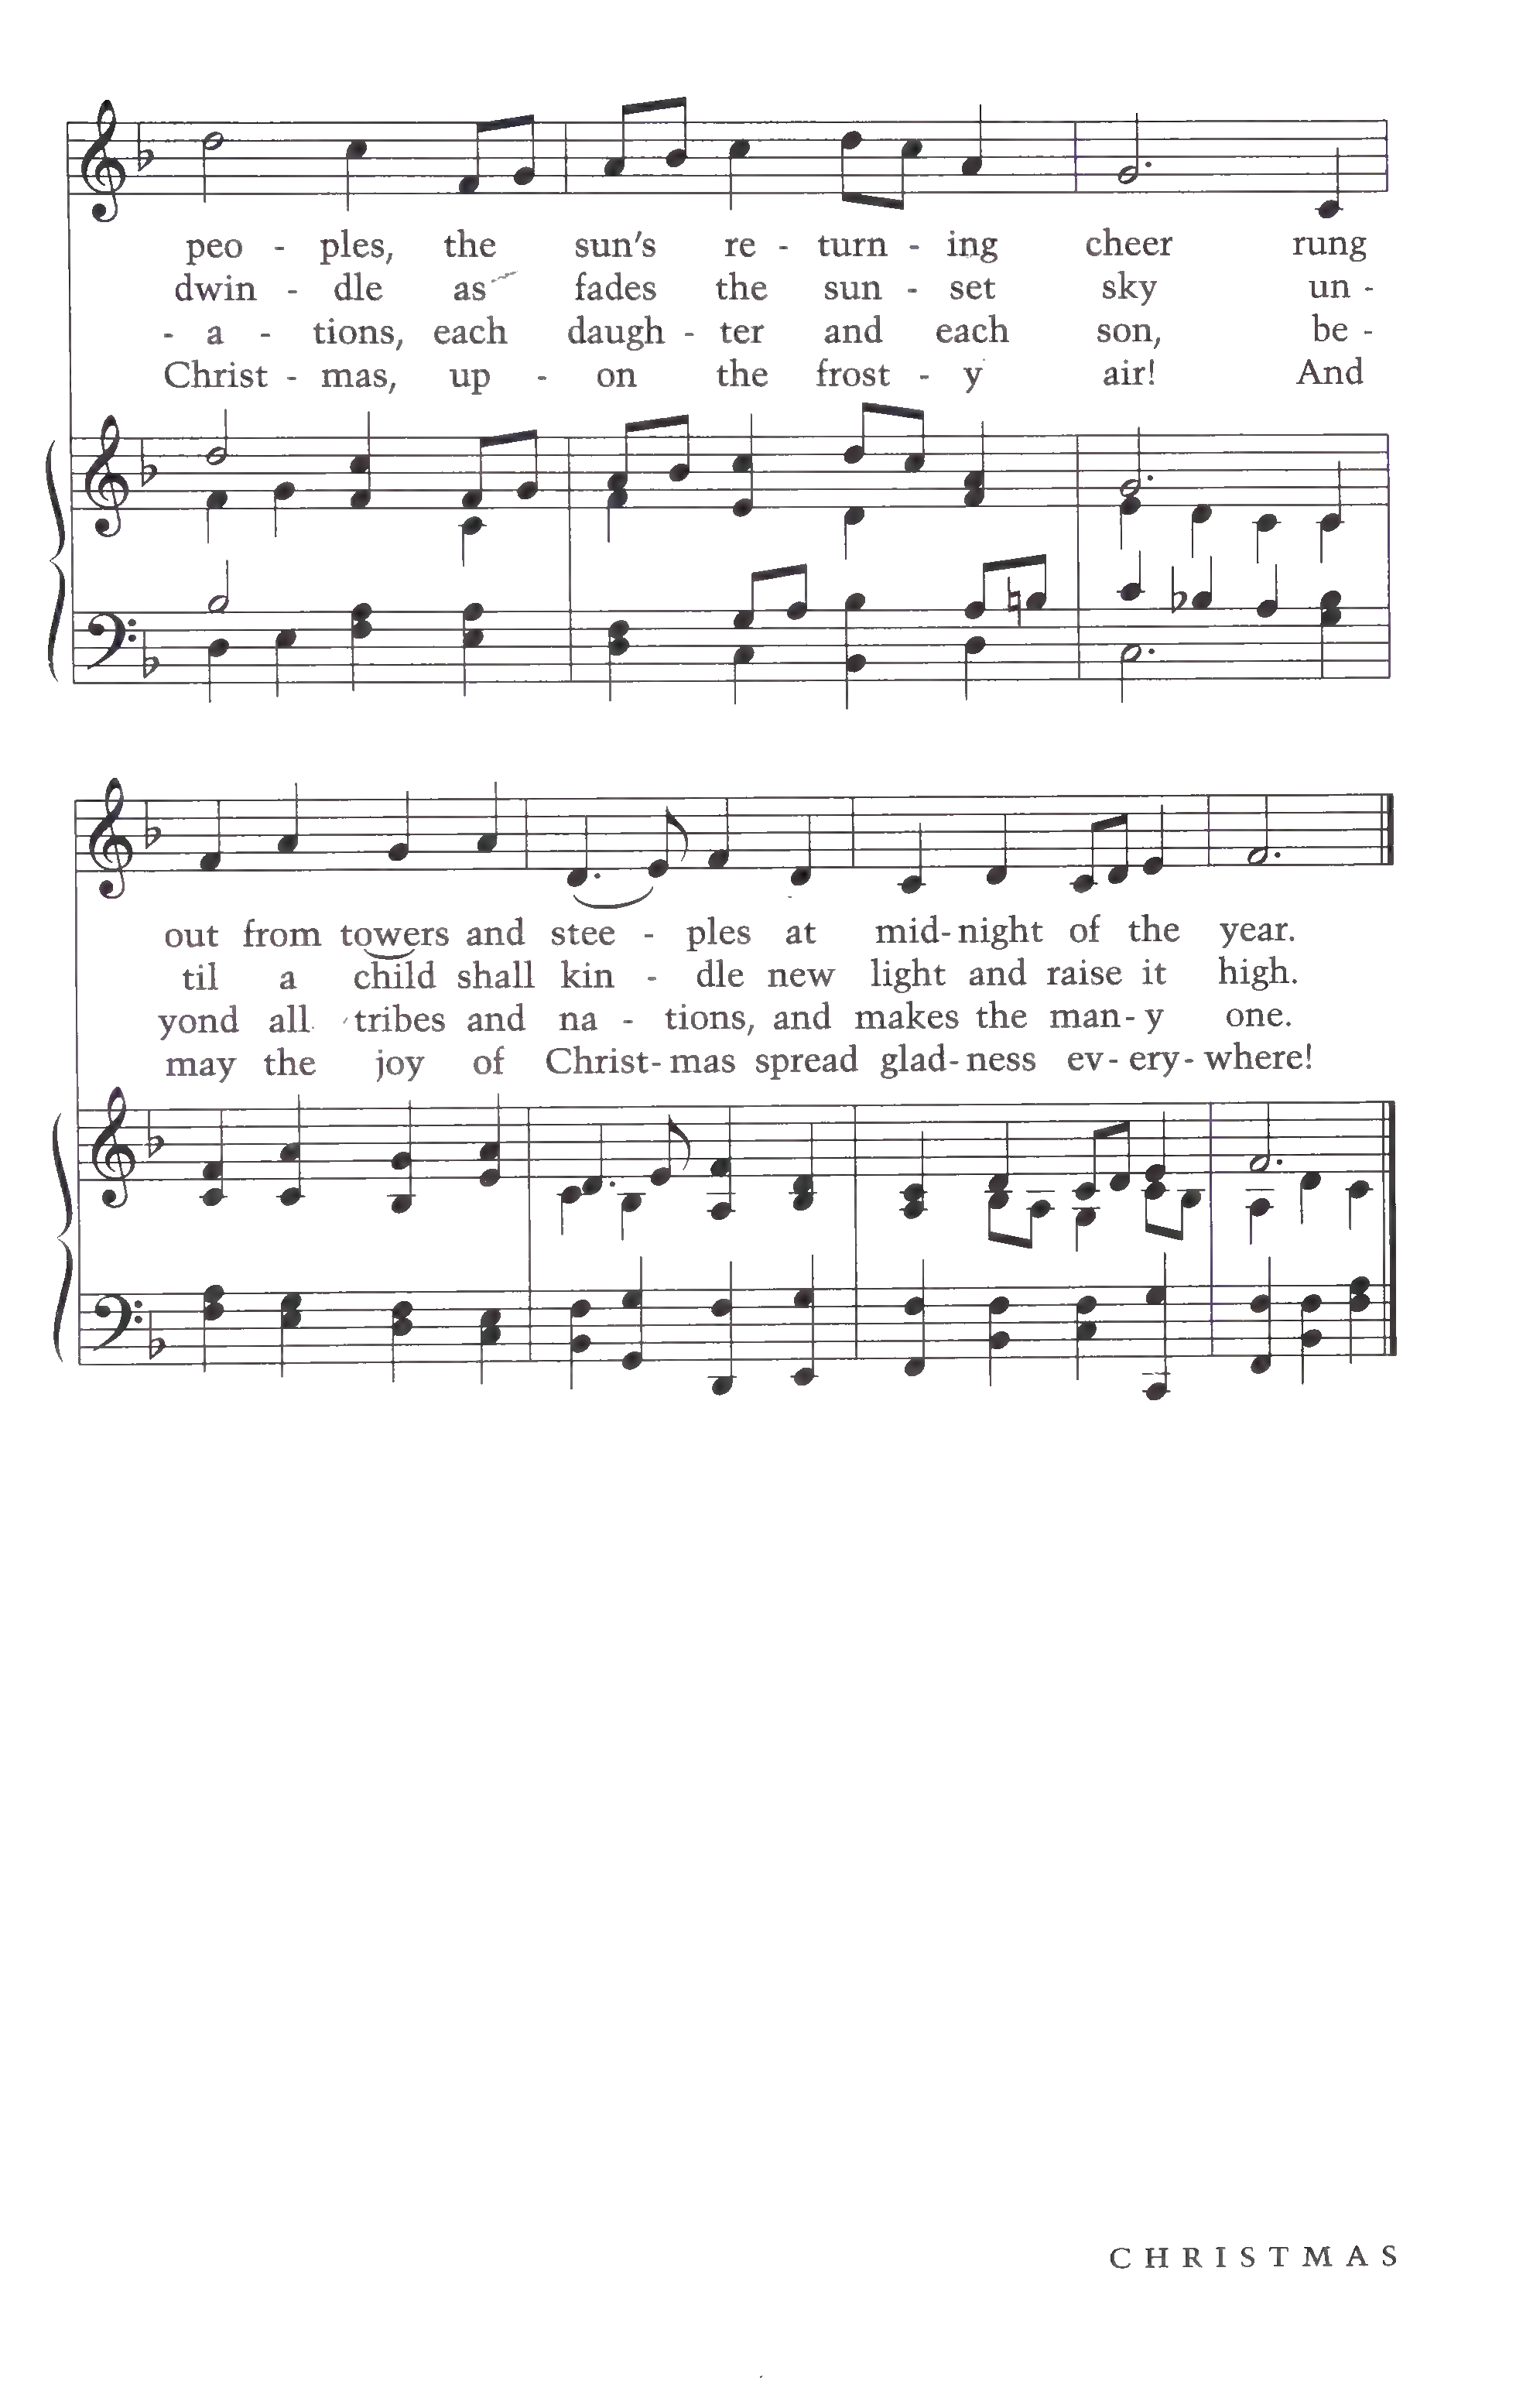 peo - ples, the sun's re - turn - ing cheer rung
dwin - dle as fades the sun - set sky un -
- a - tions, each daugh - ter and each son, be -
Christ - mas, up - on the frost - y air! And
out from towers and stee - ples at mid - night of the year.
til a child shall kin - dle new light and raise it high.
yond all tribes and na - tions, and makes the man - y one.
may the joy of Christ - mas spread glad - ness ev - ery - where!
CHRISTMAS